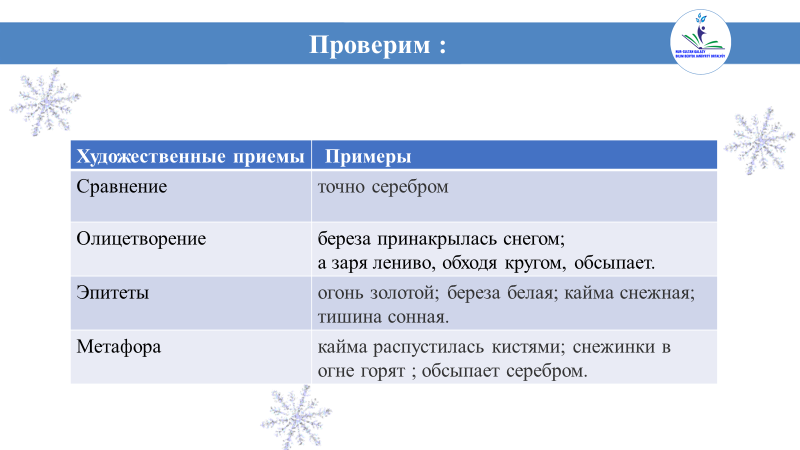 Проверим :
Художественные приемы
Примеры
Сравнение
точно серебром
Олицетворение
береза принакрылась снегом;
а заря лениво, обходя кругом, обсыпает.
Эпитеты
огонь золотой; береза белая; кайма снежная;
тишина сонная.
Метафора
кайма распустилась кистями; снежинки в
огне горят ; обсыпает серебром.